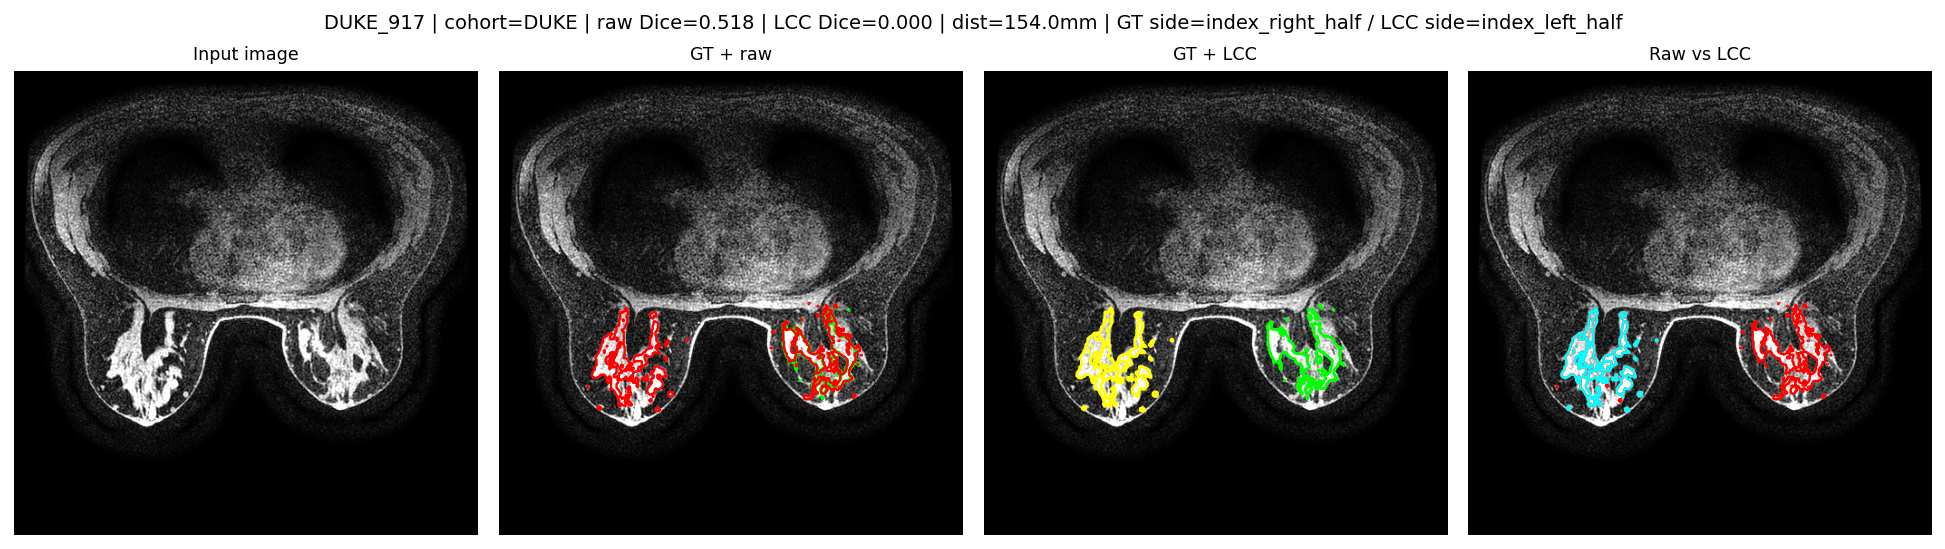 DUKE_917 | cohort=DUKE | raw Dice=0.518 | LCC Dice=0.000 | dist=154.0mm | GT side=index_right_half / LCC side=index_left_half
Input image
GT + raw
GT + LCC
Raw vs LCC